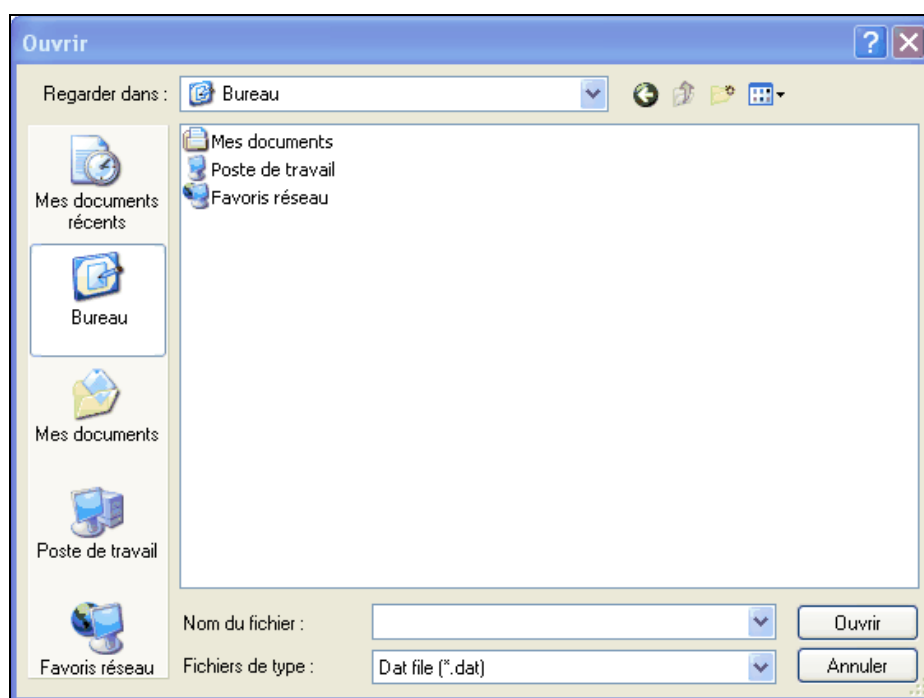 Ouvrir
Regarder dans :
Bureau
Mes documents récents
Bureau
Mes documents
Poste de travail
Favoris réseau
Mes documents
Poste de travail
Favoris réseau
Nom du fichier :
Ouvrir
Fichiers de type :
Dat file (*.dat)
Annuler